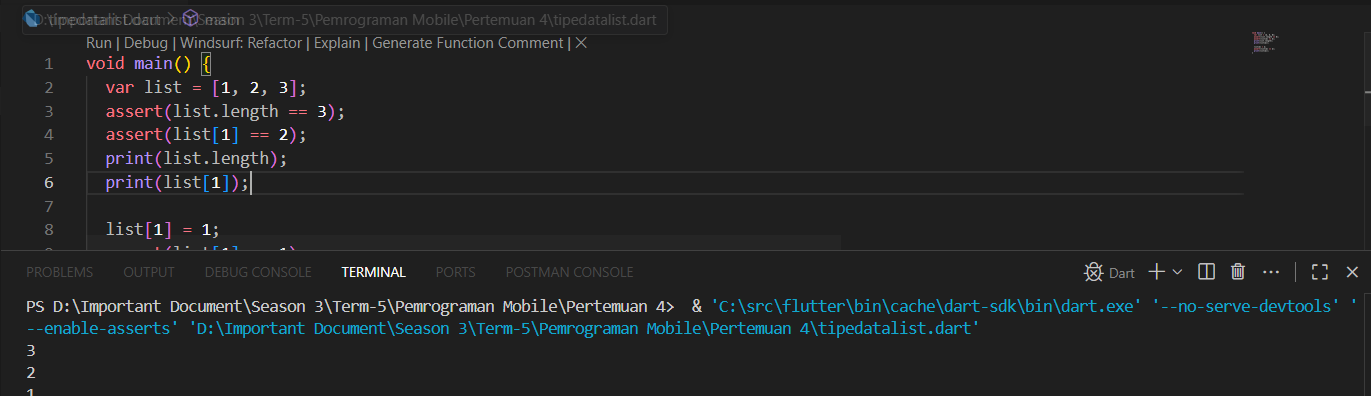 D:\Important Document\Season 3\Term-5\Pemrograman Mobile\Pertemuan 4\tipedatalist.dart
tipedatalist.dart > main
Run | Debug | Windsurf: Refactor | Explain | Generate Function Comment | X
1 void main() {
2 var list = [1, 2, 3];
3 assert(list.length == 3);
4 assert(list[1] == 2);
5 print(list.length);
6 print(list[1]);
7
8 list[1] = 1;
PROBLEMS OUTPUT DEBUG CONSOLE TERMINAL PORTS POSTMAN CONSOLE Dart
PS D:\Important Document\Season 3\Term-5\Pemrograman Mobile\Pertemuan 4> & 'C:\src\flutter\bin\cache\dart-sdk\bin\dart.exe' '--no-serve-devtools' '
--enable-asserts' 'D:\Important Document\Season 3\Term-5\Pemrograman Mobile\Pertemuan 4\tipedatalist.dart'
3
2
1